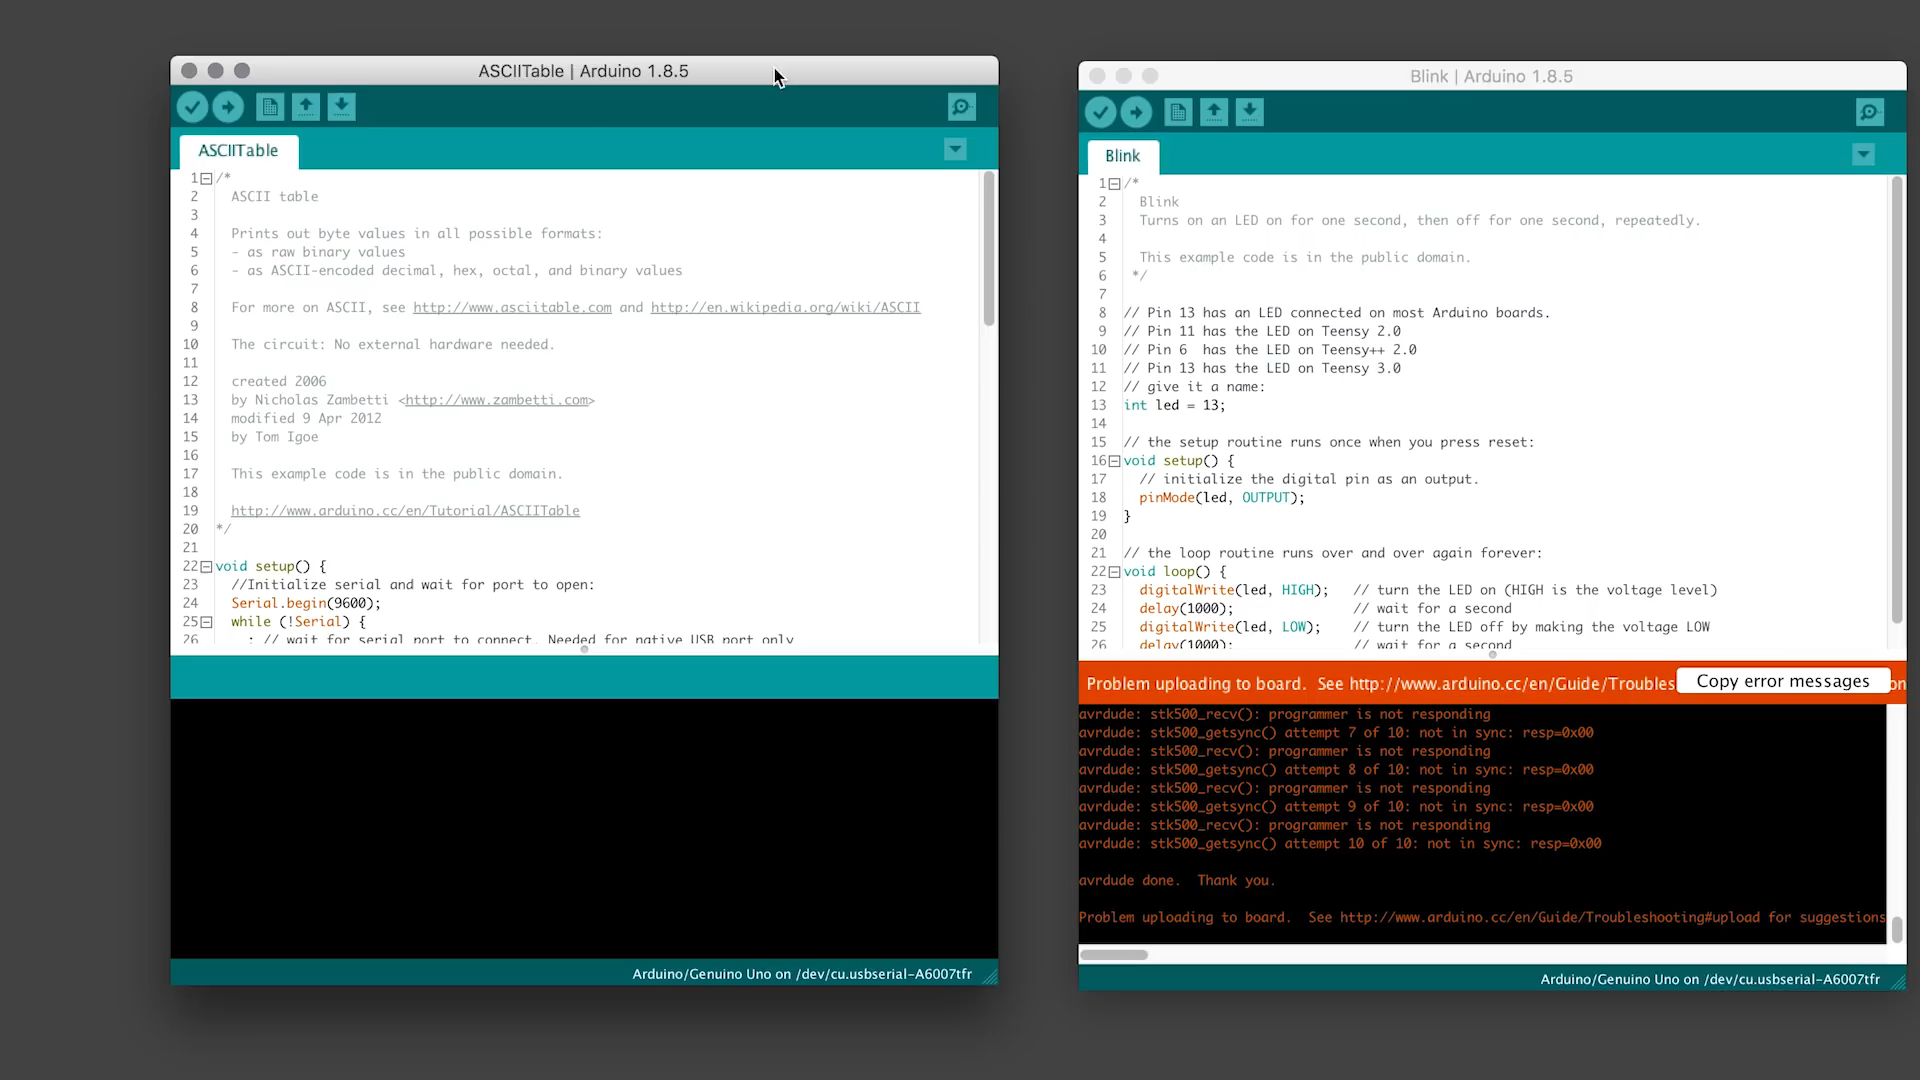 ASCIITable | Arduino 1.8.5
ASCIITable
1 /*
2 ASCII table
3
4 Prints out byte values in all possible formats:
5 - as raw binary values
6 - as ASCII-encoded decimal, hex, octal, and binary values
7
8 For more on ASCII, see http://www.asciitable.com and http://en.wikipedia.org/wiki/ASCII
9
10 The circuit: No external hardware needed.
11
12 created 2006
13 by Nicholas Zambetti <http://www.zambetti.com>
14 modified 9 Apr 2012
15 by Tom Igoe
16
17 This example code is in the public domain.
18
19 http://www.arduino.cc/en/Tutorial/ASCIITable
20 */
21
22 void setup() {
23 //Initialize serial and wait for port to open:
24 Serial.begin(9600);
25 while (!Serial) {
26 ; // wait for serial port to connect. Needed for native USB port only
Arduino/Genuino Uno on /dev/cu.usbserial-A6007tfr
Blink | Arduino 1.8.5
Blink
1 /*
2 Blink
3 Turns on an LED on for one second, then off for one second, repeatedly.
4
5 This example code is in the public domain.
6 */
7
8 // Pin 13 has an LED connected on most Arduino boards.
9 // Pin 11 has the LED on Teensy 2.0
10 // Pin 6  has the LED on Teensy++ 2.0
11 // Pin 13 has the LED on Teensy 3.0
12 // give it a name:
13 int led = 13;
14
15 // the setup routine runs once when you press reset:
16 void setup() {
17 // initialize the digital pin as an output.
18 pinMode(led, OUTPUT);
19 }
20
21 // the loop routine runs over and over again forever:
22 void loop() {
23 digitalWrite(led, HIGH);   // turn the LED on (HIGH is the voltage level)
24 delay(1000);               // wait for a second
25 digitalWrite(led, LOW);    // turn the LED off by making the voltage LOW
26 delay(1000);               // wait for a second
Problem uploading to board.  See http://www.arduino.cc/en/Guide/Troubles Copy error messages on
avrdude: stk500_recv(): programmer is not responding
avrdude: stk500_getsync() attempt 7 of 10: not in sync: resp=0x00
avrdude: stk500_recv(): programmer is not responding
avrdude: stk500_getsync() attempt 8 of 10: not in sync: resp=0x00
avrdude: stk500_recv(): programmer is not responding
avrdude: stk500_getsync() attempt 9 of 10: not in sync: resp=0x00
avrdude: stk500_recv(): programmer is not responding
avrdude: stk500_getsync() attempt 10 of 10: not in sync: resp=0x00
avrdude done.  Thank you.
Problem uploading to board.  See http://www.arduino.cc/en/Guide/Troubleshooting#upload for suggestions
Arduino/Genuino Uno on /dev/cu.usbserial-A6007tfr